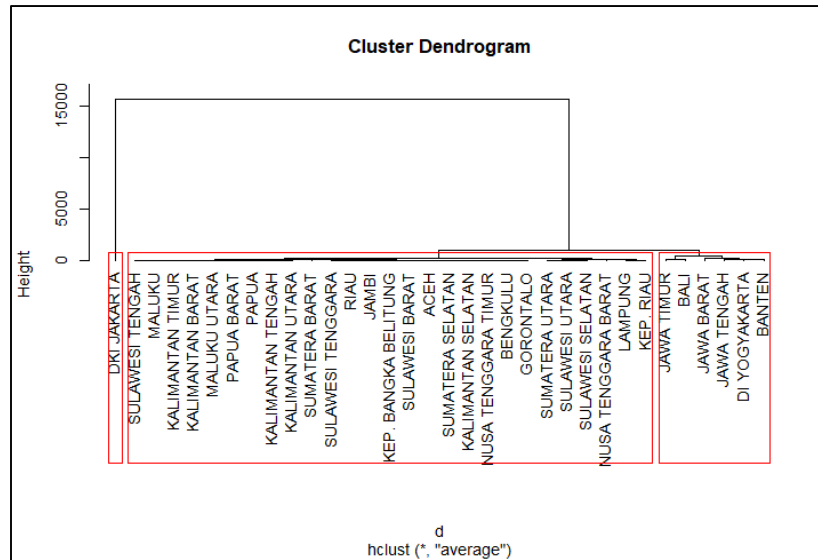 Cluster Dendrogram
15000
5000
0
Height
DKI JAKARTA
SULAWESI TENGAH
MALUKU
KALIMANTAN TIMUR
KALIMANTAN BARAT
MALUKU UTARA
PAPUA BARAT
PAPUA
KALIMANTAN TENGAH
KALIMANTAN UTARA
SUMATERA BARAT
SULAWESI TENGGARA
RIAU
JAMBI
KEP. BANGKA BELITUNG
SULAWESI BARAT
ACEH
SUMATERA SELATAN
KALIMANTAN SELATAN
NUSA TENGGARA TIMUR
BENGKULU
GORONTALO
SUMATERA UTARA
SULAWESI UTARA
SULAWESI SELATAN
NUSA TENGGARA BARAT
LAMPUNG
KEP. RIAU
JAWA TIMUR
BALI
JAWA BARAT
JAWA TENGAH
DI YOGYAKARTA
BANTEN
d
hclust (*, "average")